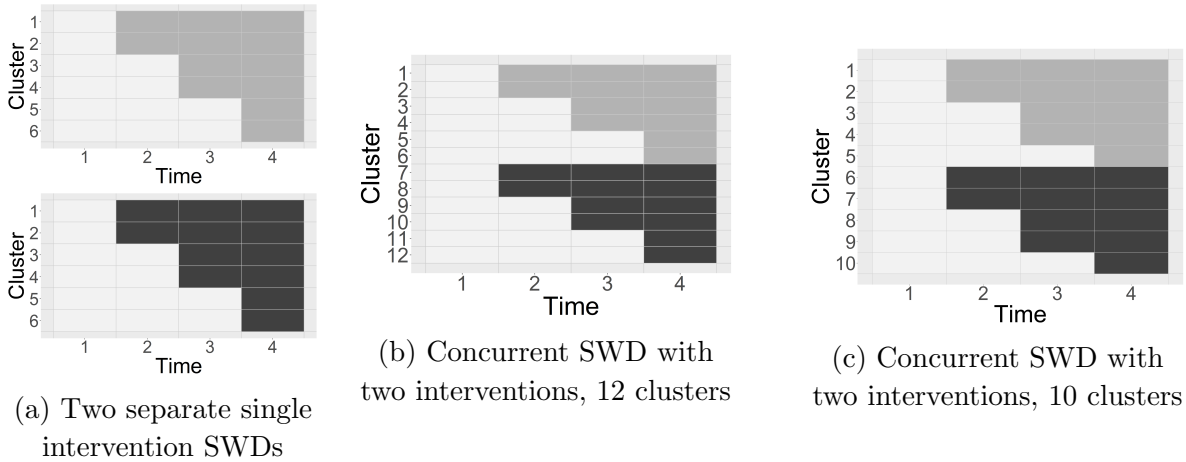 Cluster
1
2
3
4
5
6
1 2 3 4
Time
Cluster
1
2
3
4
5
6
1 2 3 4
Time
(a) Two separate single
intervention SWDs
Cluster
1
2
3
4
5
6
7
8
9
10
11
12
1 2 3 4
Time
(b) Concurrent SWD with
two interventions, 12 clusters
Cluster
1
2
3
4
5
6
7
8
9
10
1 2 3 4
Time
(c) Concurrent SWD with
two interventions, 10 clusters